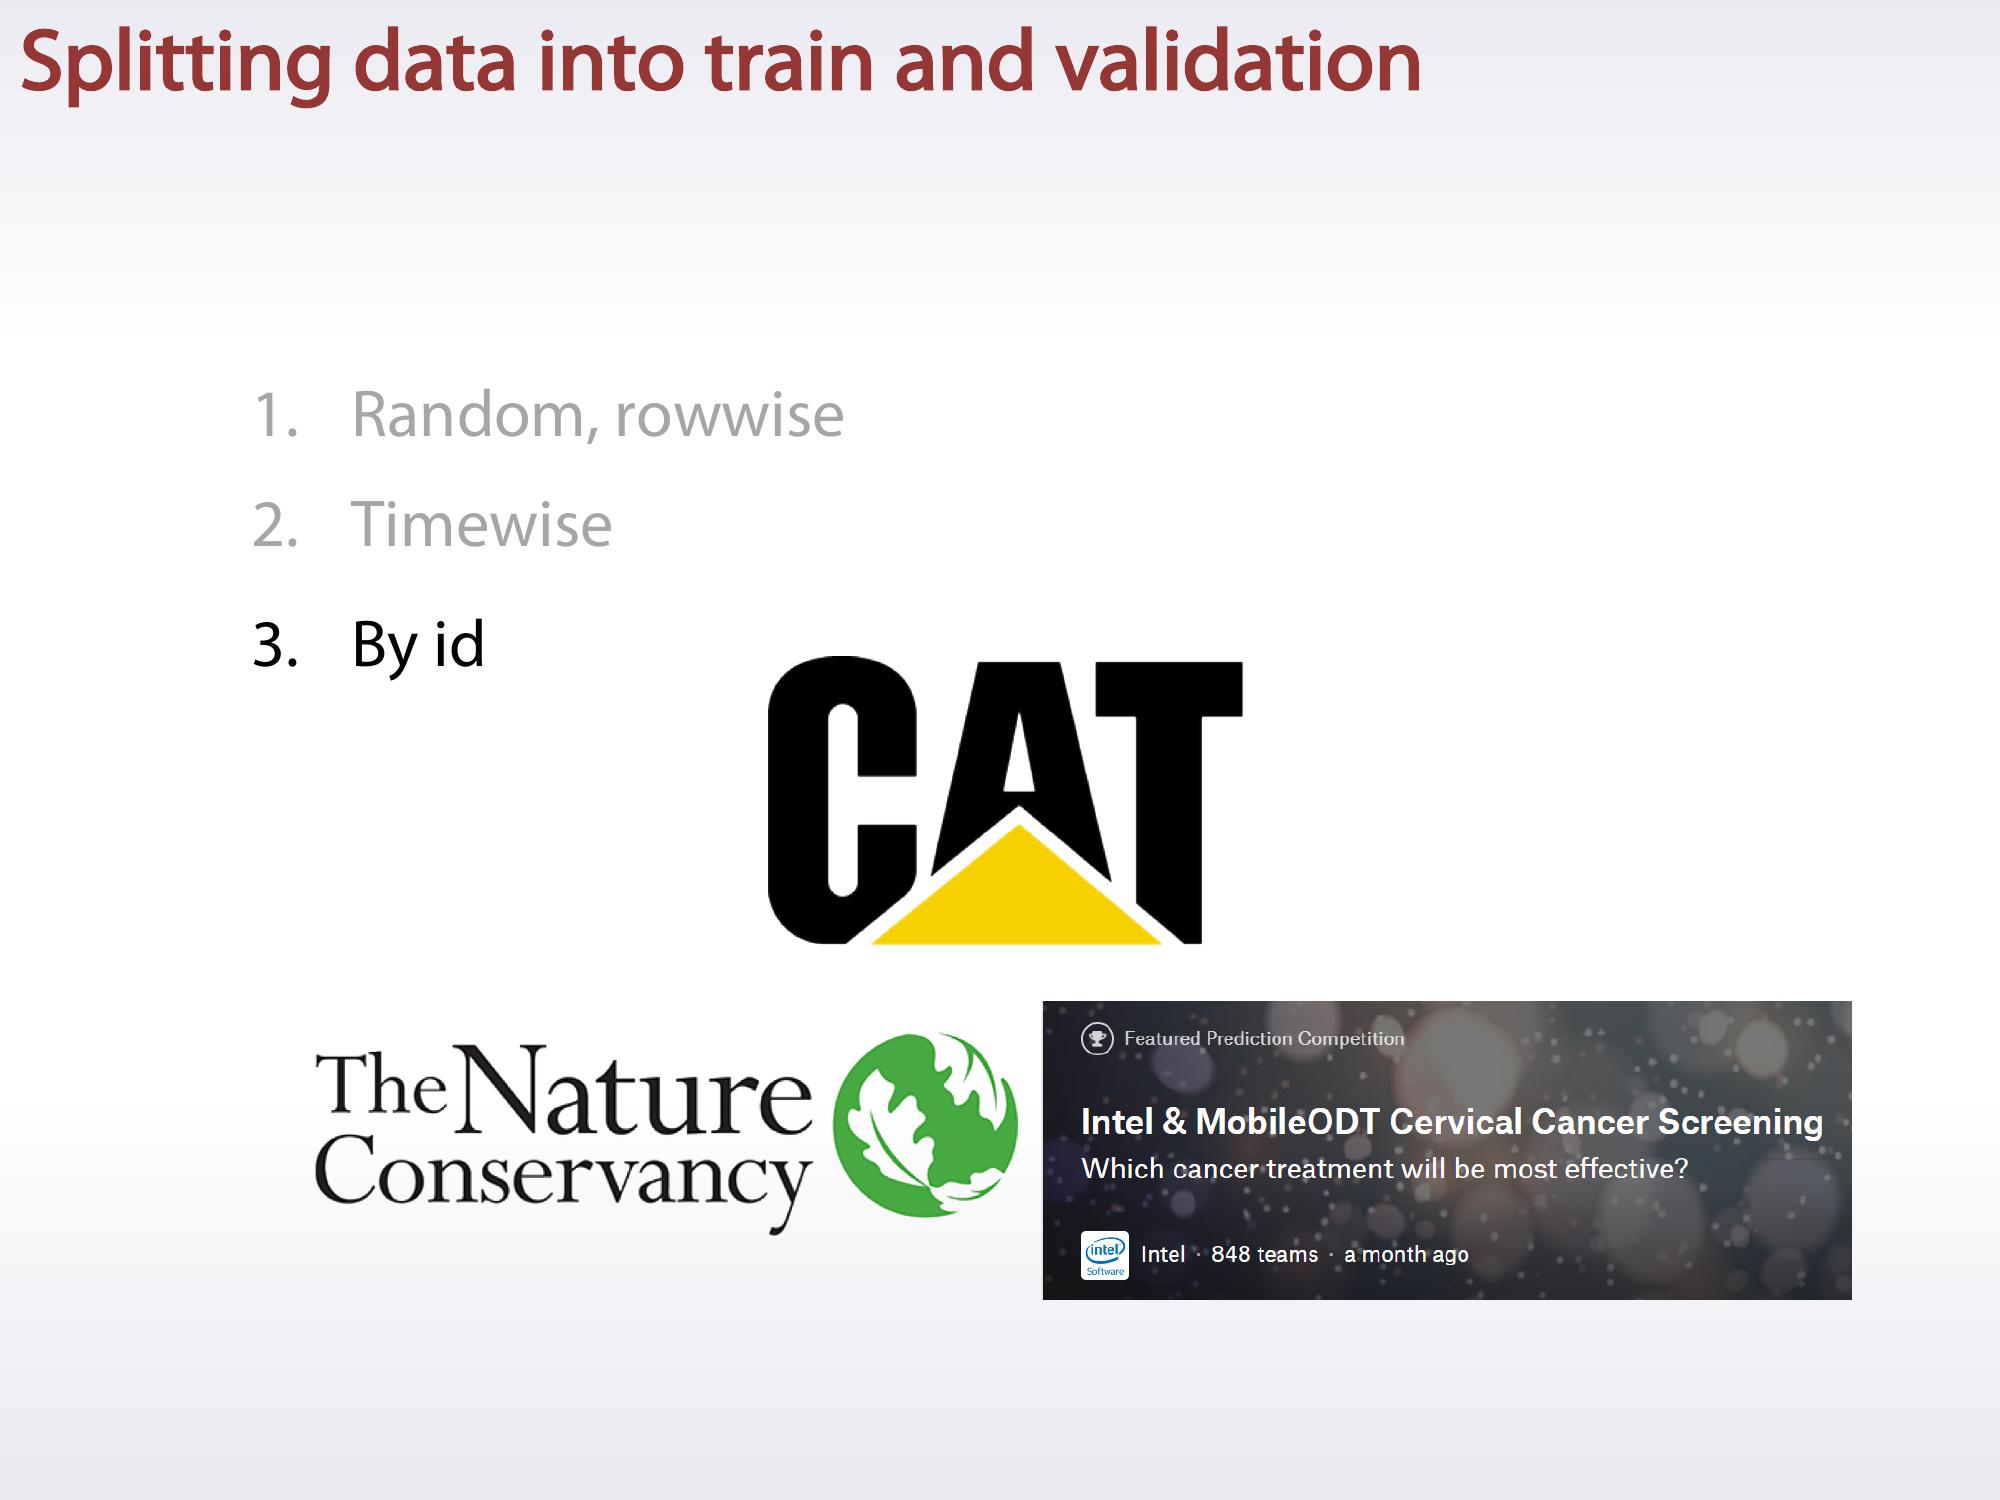 Splitting data into train and validation
1. Random, rowwise
2. Timewise
3. By id
CAT
The Nature
Conservancy
Featured Prediction Competition
Intel & MobileODT Cervical Cancer Screening
Which cancer treatment will be most effective?
intel
Software
Intel · 848 teams · a month ago